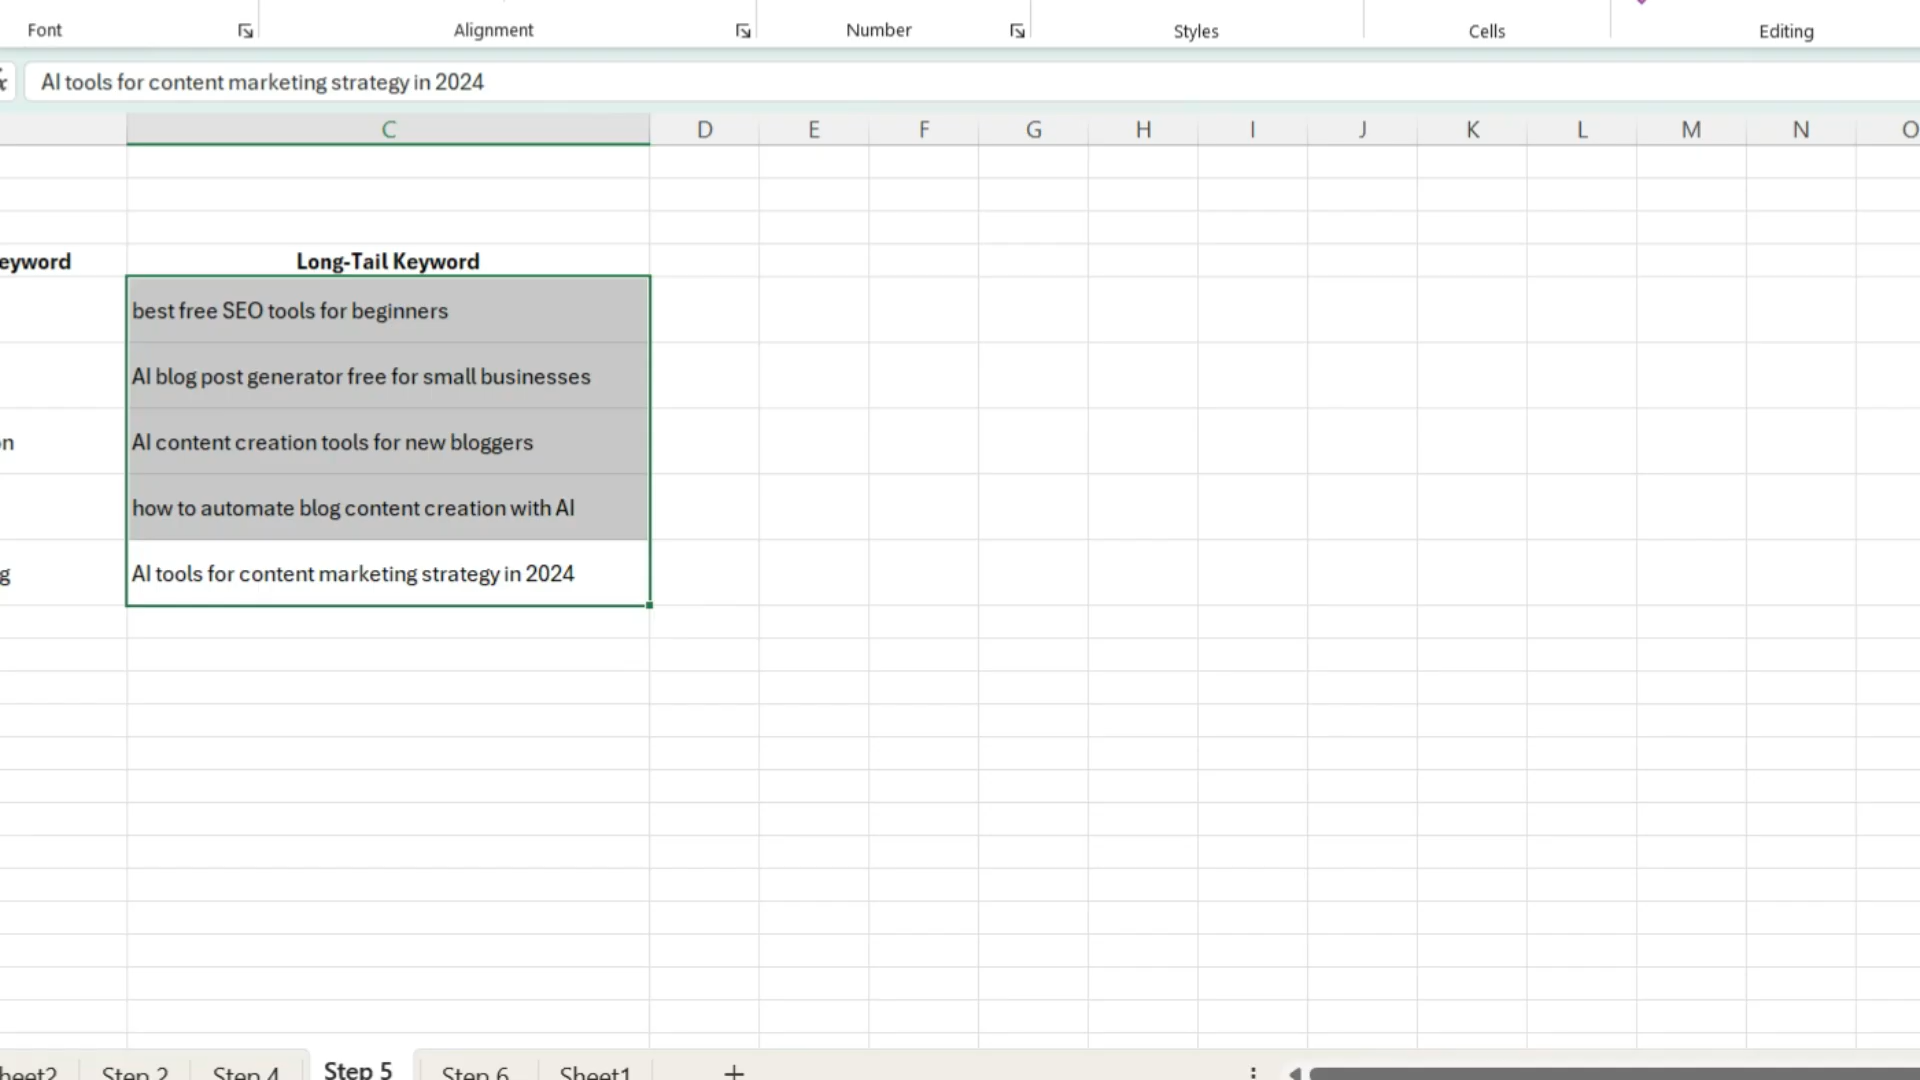 Font Alignment Number Styles Cells Editing
AI tools for content marketing strategy in 2024
C D E F G H I J K L M N O
eyword Long-Tail Keyword
best free SEO tools for beginners
AI blog post generator free for small businesses
on AI content creation tools for new bloggers
how to automate blog content creation with AI
g AI tools for content marketing strategy in 2024
heet2 Step 2 Step 4 Step 5 Step 6 Sheet1 +